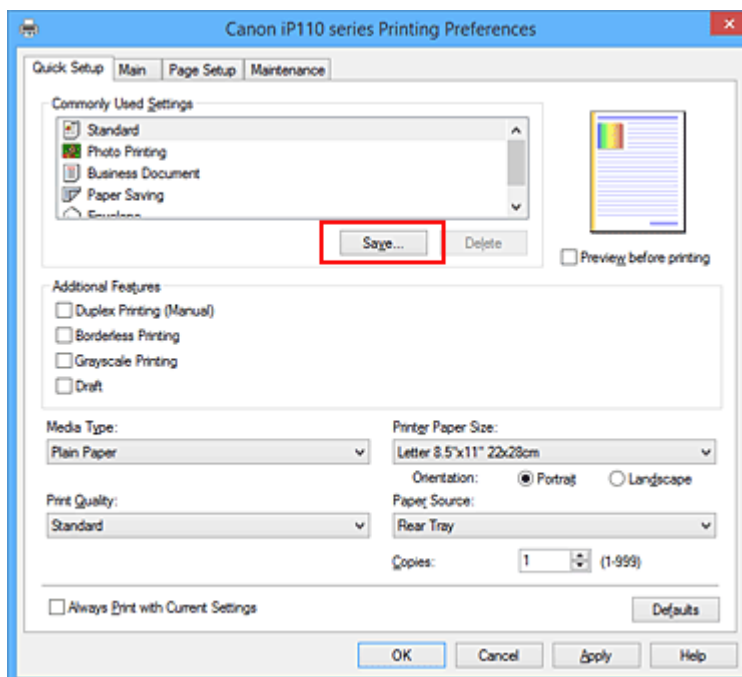 Canon iP110 series Printing Preferences
Quick Setup Main Page Setup Maintenance
Commonly Used Settings
Standard
Photo Printing
Business Document
Paper Saving
Envelope
Save... Delete
Preview before printing
Additional Features
Duplex Printing (Manual)
Borderless Printing
Grayscale Printing
Draft
Media Type: Printer Paper Size:
Plain Paper Letter 8.5"x11" 22x28cm
Orientation: Portrait Landscape
Print Quality: Paper Source:
Standard Rear Tray
Copies: 1 (1-999)
Always Print with Current Settings Defaults
OK Cancel Apply Help